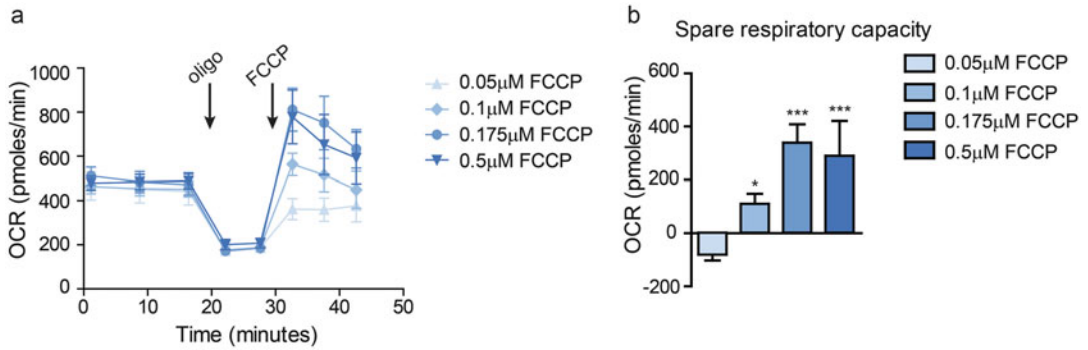 a
oligo
FCCP
OCR (pmoles/min)
1000
800
600
400
200
0
0 10 20 30 40 50
Time (minutes)
0.05μM FCCP
0.1μM FCCP
0.175μM FCCP
0.5μM FCCP
b
Spare respiratory capacity
OCR (pmoles/min)
600
400
200
0
-200
*
***
***
0.05μM FCCP
0.1μM FCCP
0.175μM FCCP
0.5μM FCCP